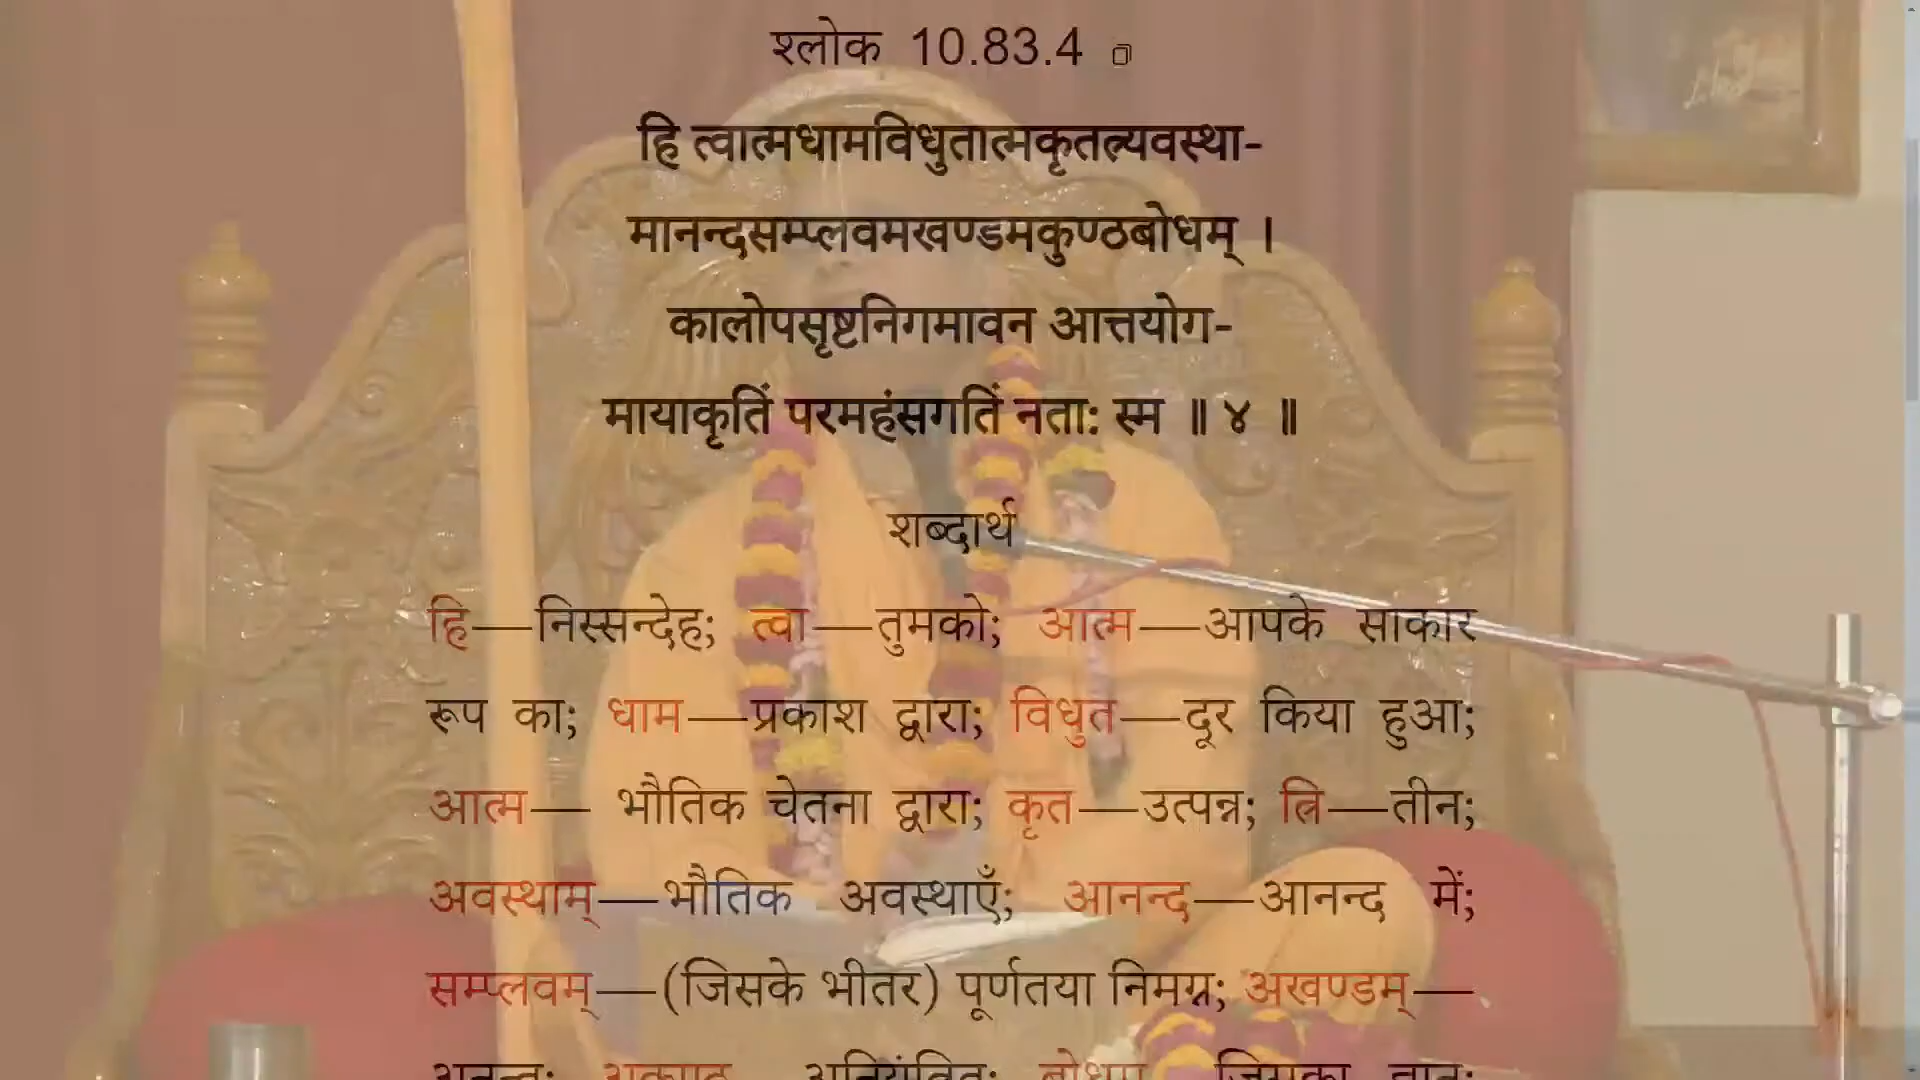 श्लोक 10.83.4
हि त्वात्मधामविधुतात्मकृतत्र्यवस्था-
मानन्दसम्प्लवमखण्डमकुण्ठबोधम् ।
कालोपसृष्टनिगमावन आत्तयोग-
मायाकृतिं परमहंसगतिं नता: स्म ॥ ४ ॥
शब्दार्थ
हि—निस्सन्देह; त्वा—तुमको; आत्म—आपके साकार
रूप का; धाम—प्रकाश द्वारा; विधुत—दूर किया हुआ;
आत्म— भौतिक चेतना द्वारा; कृत—उत्पन्न; त्रि—तीन;
अवस्थाम्—भौतिक अवस्थाएँ; आनन्द—आनन्द में;
सम्प्लवम्—(जिसके भीतर) पूर्णतया निमग्न; अखण्डम्—